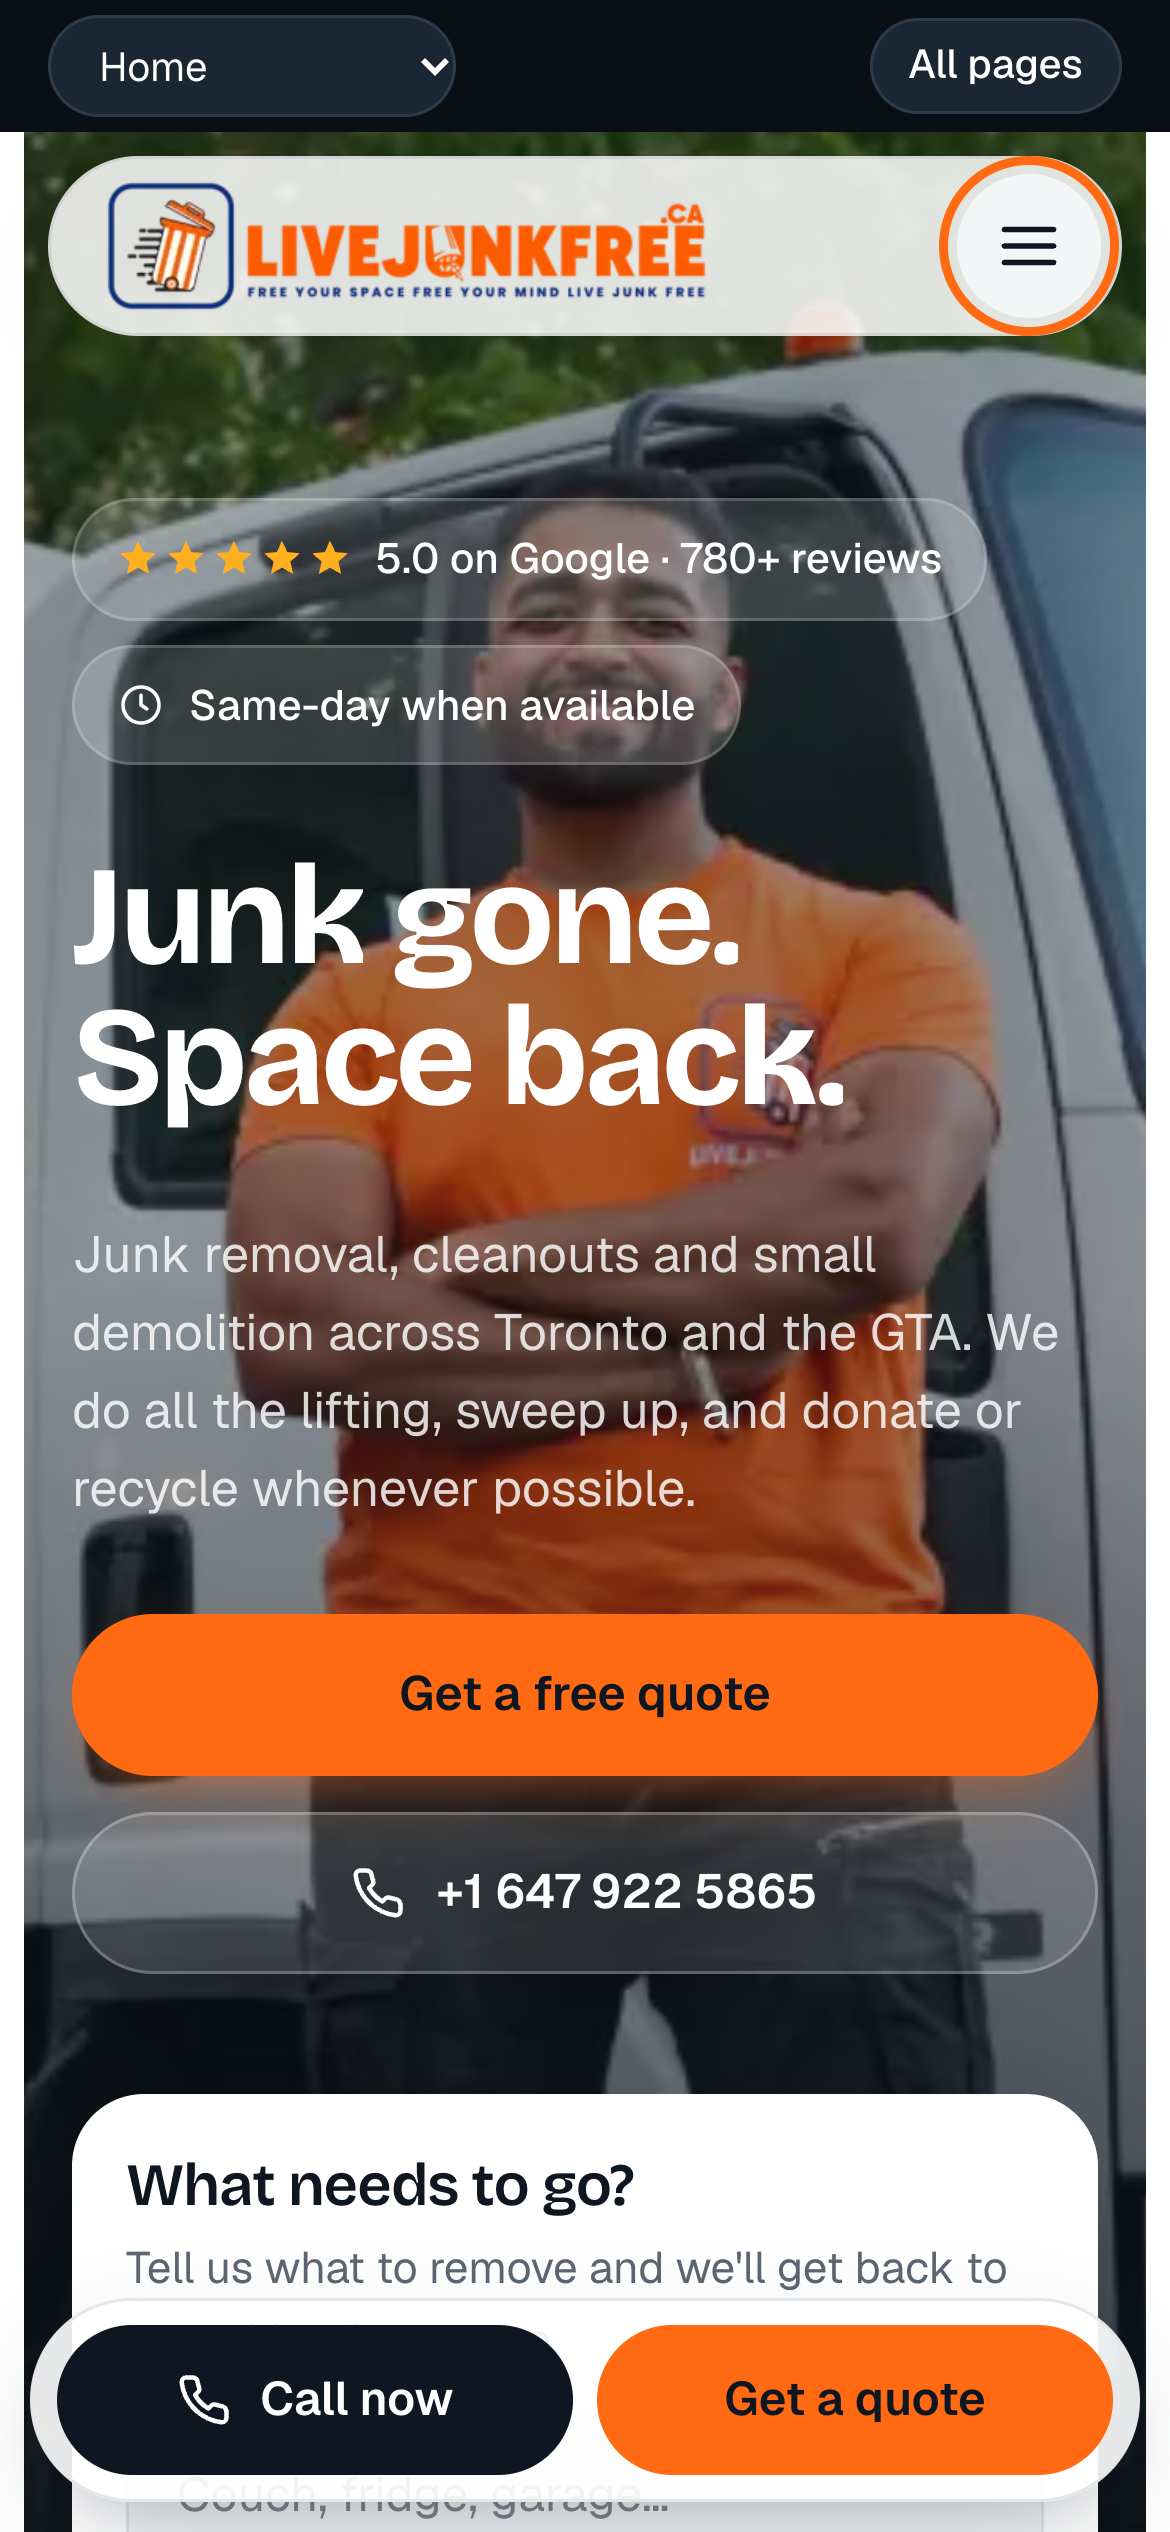 Home
All pages
.CA
LIVEJUNKFREE
FREE YOUR SPACE FREE YOUR MIND LIVE JUNK FREE
5.0 on Google · 780+ reviews
Same-day when available
Junk gone.
Space back.
Junk removal, cleanouts and small
demolition across Toronto and the GTA. We
do all the lifting, sweep up, and donate or
recycle whenever possible.
Get a free quote
+1 647 922 5865
What needs to go?
Tell us what to remove and we'll get back to
Call now
Get a quote
Couch, fridge, garage...